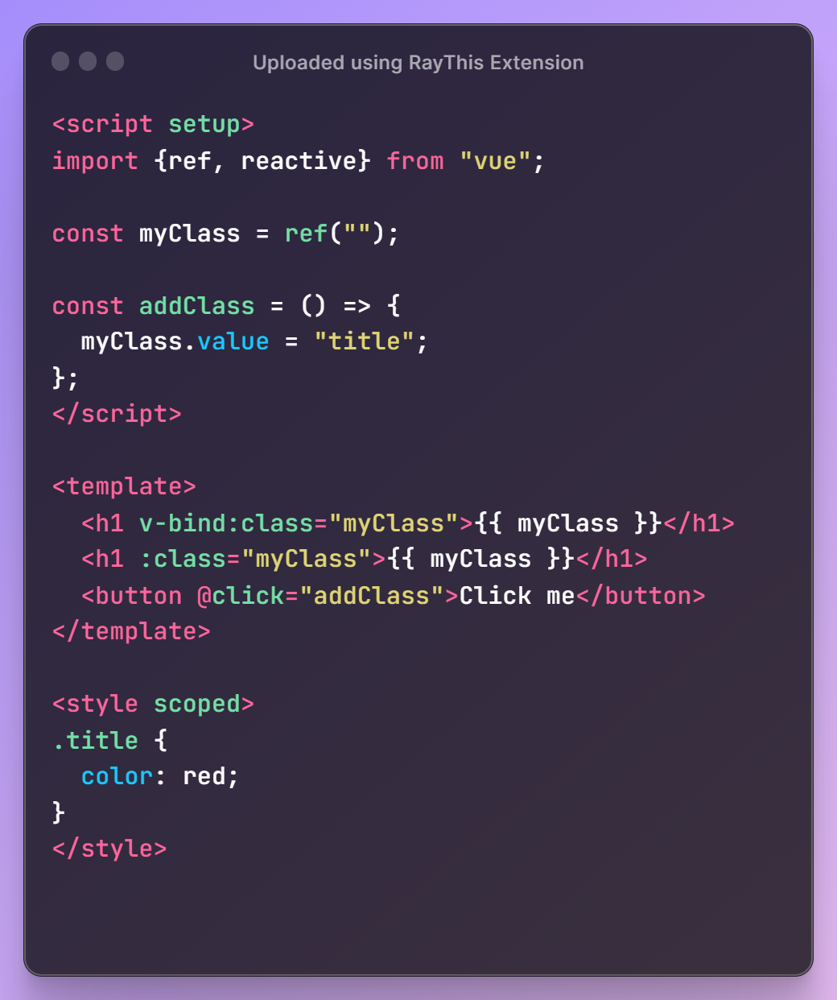 Uploaded using RayThis Extension
<script setup>
import {ref, reactive} from "vue";
const myClass = ref("");
const addClass = () => {
  myClass.value = "title";
};
</script>
<template>
  <h1 v-bind:class="myClass">{{ myClass }}</h1>
  <h1 :class="myClass">{{ myClass }}</h1>
  <button @click="addClass">Click me</button>
</template>
<style scoped>
.title {
  color: red;
}
</style>